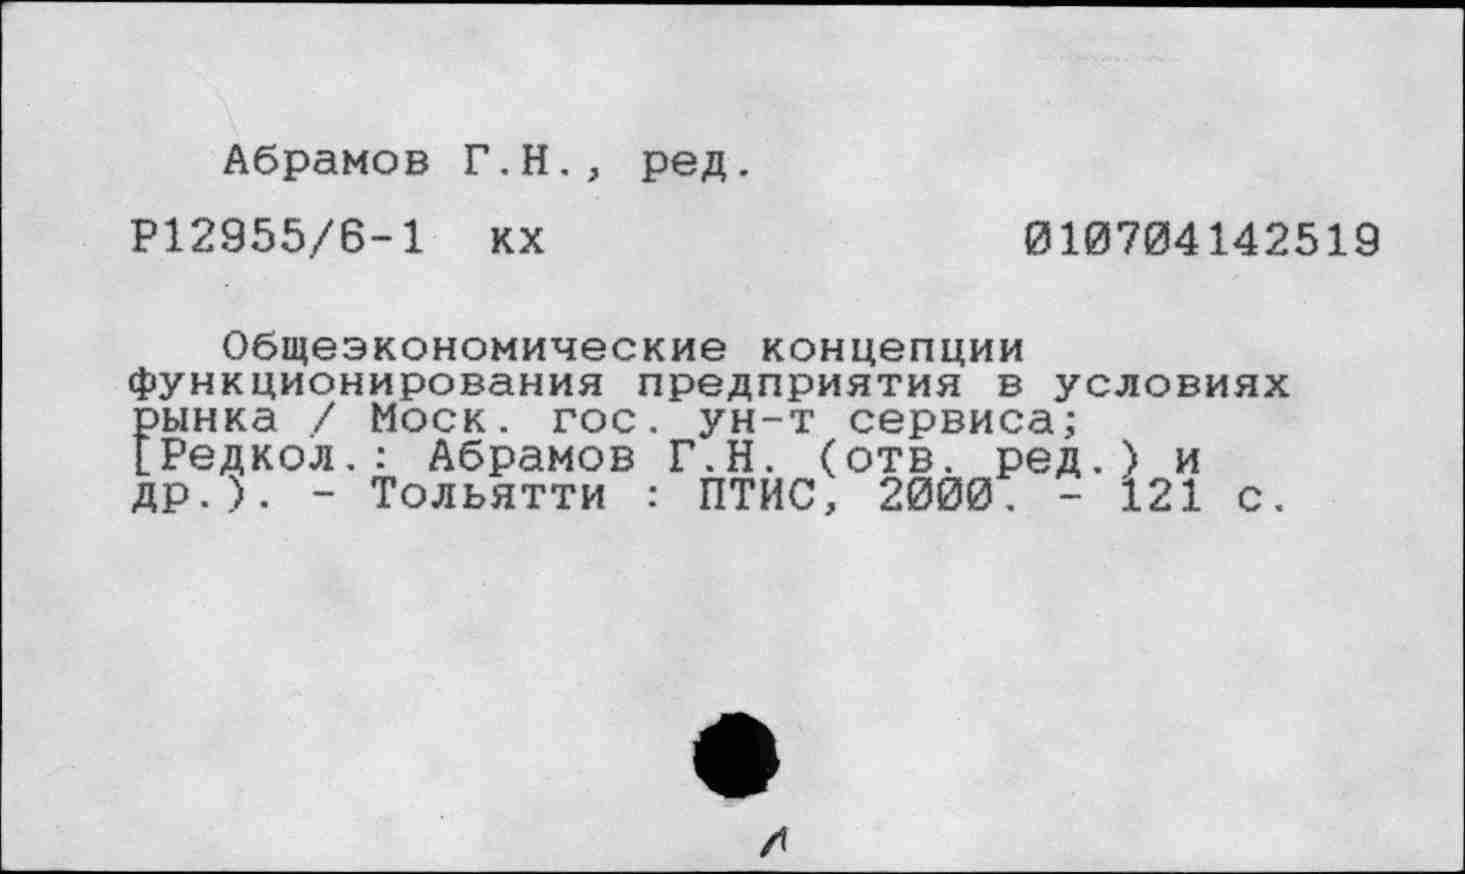 Абрамов Г.Н., ред.
Р12955/6-1 кх 010704142519
Общеэкономические концепции
функционирования предприятия в условиях
рынка / Моск. гос. ун-т сервиса;
[Редкол.: Абрамов Г.Н. (отв. ред.) и
др.). - Тольятти : ПТИС, 2000. - 121 с.
л